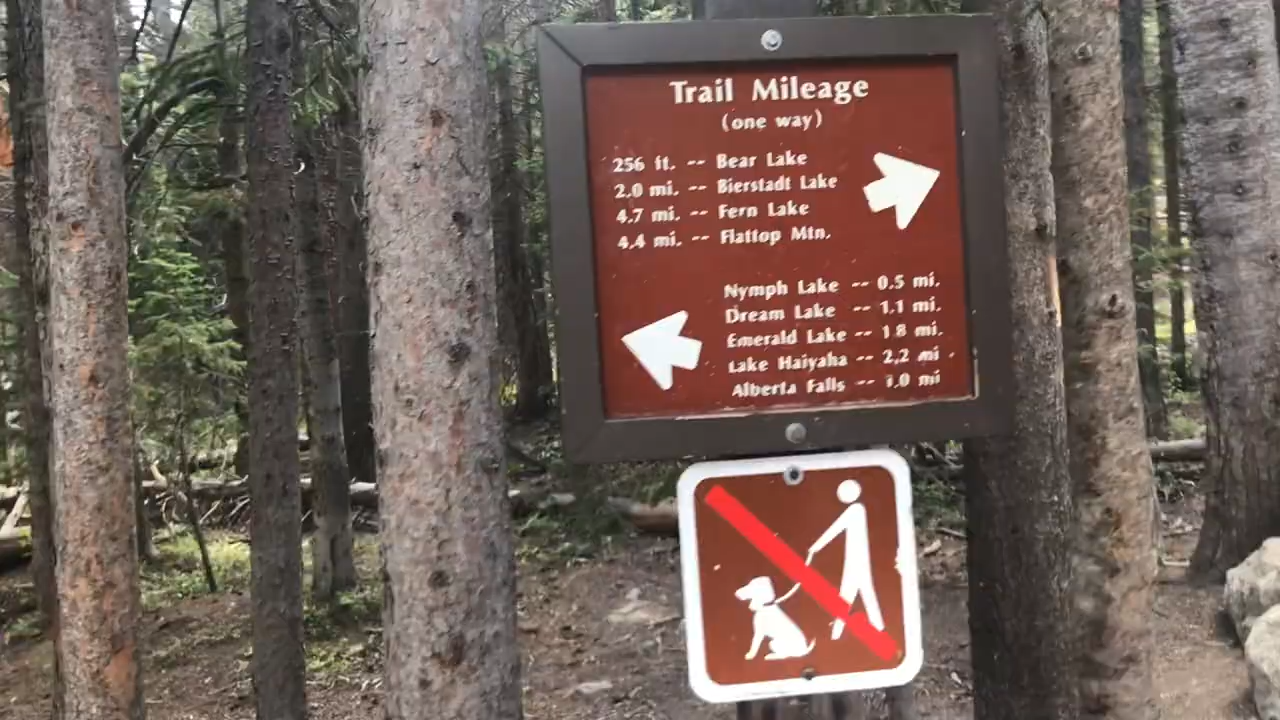 Trail Mileage
(one way)
256 ft. -- Bear Lake
2.0 mi. -- Bierstadt Lake
4.7 mi. -- Fern Lake
4.4 mi. -- Flattop Mtn.
Nymph Lake -- 0.5 mi.
Dream Lake -- 1.1 mi.
Emerald Lake -- 1.8 mi.
Lake Haiyaha -- 2.2 mi
Alberta Falls -- 1.0 mi